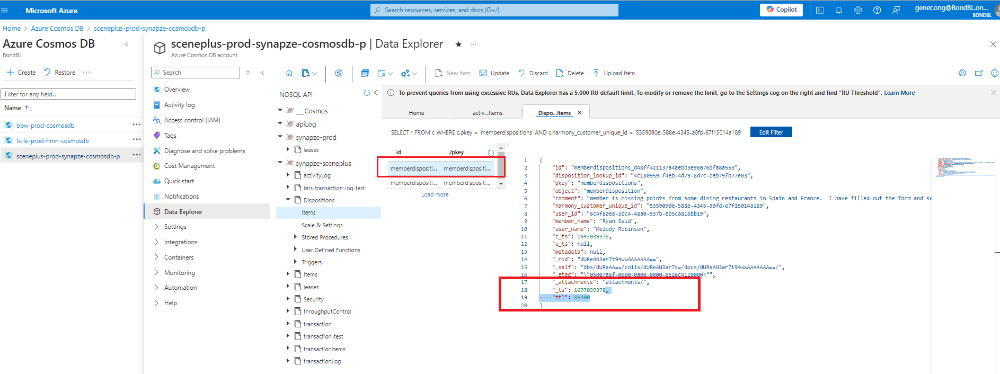 Microsoft Azure
Search resources, services, and docs (G+/)
Copilot
gener.ong@BondBL.on...
BONDBL
Home > Azure Cosmos DB > sceneplus-prod-synapze-cosmosdb-p
Azure Cosmos DB
BondBL
Create
Restore
Filter for any field...
Name
bbw-prod-cosmosdb
lx-le-prod-hmn-cosmosdb
sceneplus-prod-synapze-cosmosdb-p
sceneplus-prod-synapze-cosmosdb-p | Data Explorer
Azure Cosmos DB account
Search
Overview
Activity log
Access control (IAM)
Tags
Diagnose and solve problems
Cost Management
Quick start
Notifications
Data Explorer
Settings
Integrations
Containers
Monitoring
Automation
Help
New Item
Update
Discard
Delete
Upload Item
NOSQL API
___Cosmos
apiLog
synapze-prod
leases
synapze-sceneplus
activityLog
bns-transaction-log-test
Dispositions
Items
Scale & Settings
Stored Procedures
User Defined Functions
Triggers
Items
leases
Security
throughputControl
transaction
transaction-test
transactionItems
transactionLog
To prevent queries from using excessive RUs, Data Explorer has a 5,000 RU default limit. To modify or remove the limit, go to the Settings cog on the right and find "RU Threshold". Learn More
Home
activ...Items
Dispo...Items
SELECT * FROM c WHERE c.pkey = 'memberdispositions' AND c.harmony_customer_unique_id = '5359090e-588e-4345-a0fd-67f15014a189'
Edit Filter
id /pkey
memberdispositi... memberdispositi...
memberdispositi... memberdispositi...
Load more
1 {
2 "id": "memberdispositions_d48ff421137a4aebb3e96a76bfa8a553",
3 "disposition_lookup_id": "4c180959-f4eb-4d79-8d7c-ceb79fb77e03",
4 "pkey": "memberdispositions",
5 "object": "memberdisposition",
6 "comment": "member is missing points from some dining restaurants in Spain and France.  I have filled out the form and se
7 "harmony_customer_unique_id": "5359090e-588e-4345-a0fd-67f15014a189",
8 "user_id": "6c4f80e8-3bc4-48a0-937b-eb5ca816bb19",
9 "member_name": "Ryan Seid",
10 "user_name": "Melody Robinson",
11 "c_ts": 1697039378,
12 "u_ts": null,
13 "metadata": null,
14 "_rid": "dUReAN3ar7t94wwAAAAAAA==",
15 "_self": "dbs/dUReAA==/colls/dUReAN3ar7s=/docs/dUReAN3ar7t94wwAAAAAAA==/",
16 "_etag": "\"05007a8f-0000-0a00-0000-6526c4120000\"",
17 "_attachments": "attachments/",
18 "_ts": 1697039378,
19 "ttl": 86400
20 }